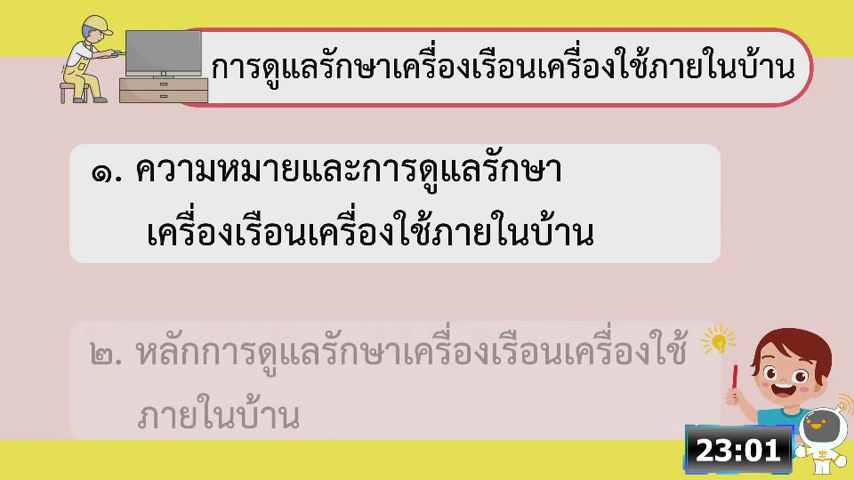 การดูแลรักษาเครื่องเรือนเครื่องใช้ภายในบ้าน
๑. ความหมายและการดูแลรักษา
เครื่องเรือนเครื่องใช้ภายในบ้าน
๒. หลักการดูแลรักษาเครื่องเรือนเครื่องใช้
ภายในบ้าน
23:01